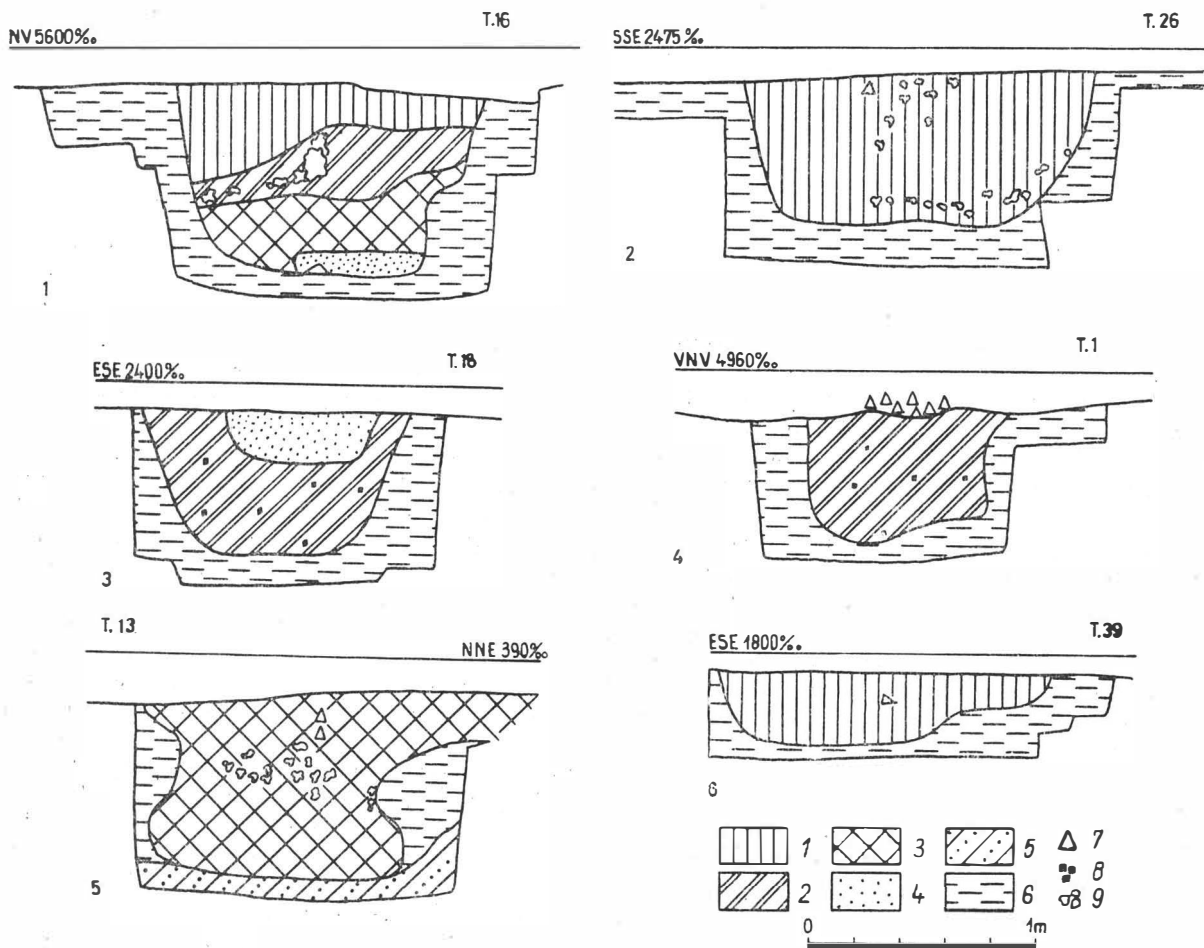 NV 5600‰ T.16
1
SSE 2475‰ T.26
2
ESE 2400‰ T.18
3
VNV 4960‰ T.1
4
T.13
NNE 390‰
5
ESE 1800‰ T.39
6
1 3 5 7
8
2 4 6 9
0 1m